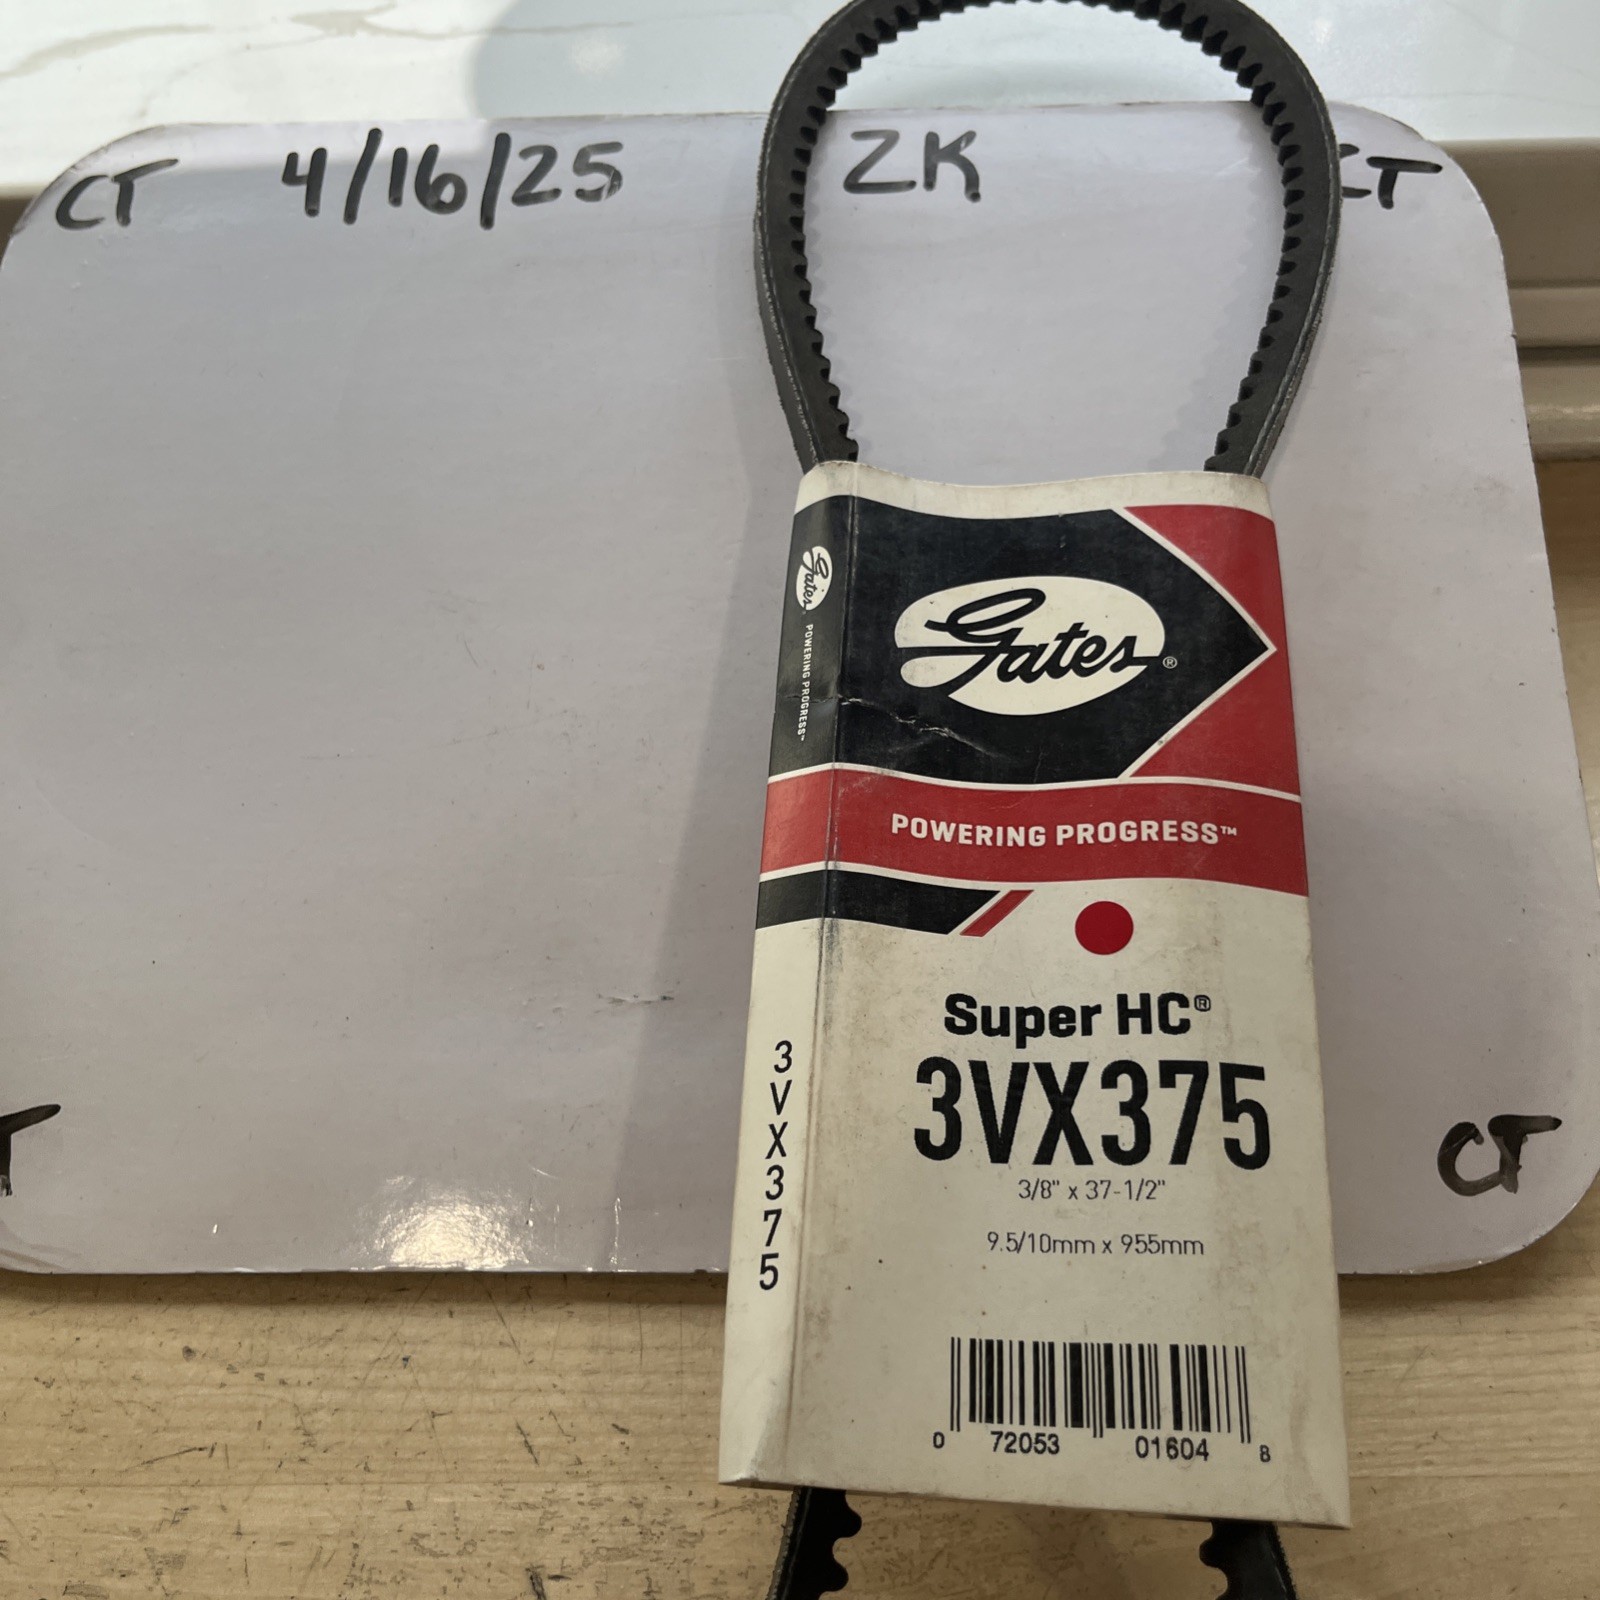 CT 4/16/25 ZK CT
Gates®
POWERING PROGRESS™
Gates
POWERING PROGRESS™
Super HC®
3VX375
3/8" x 37-1/2"
9.5/10mm x 955mm
3VX375
0 72053 01604 8
CT